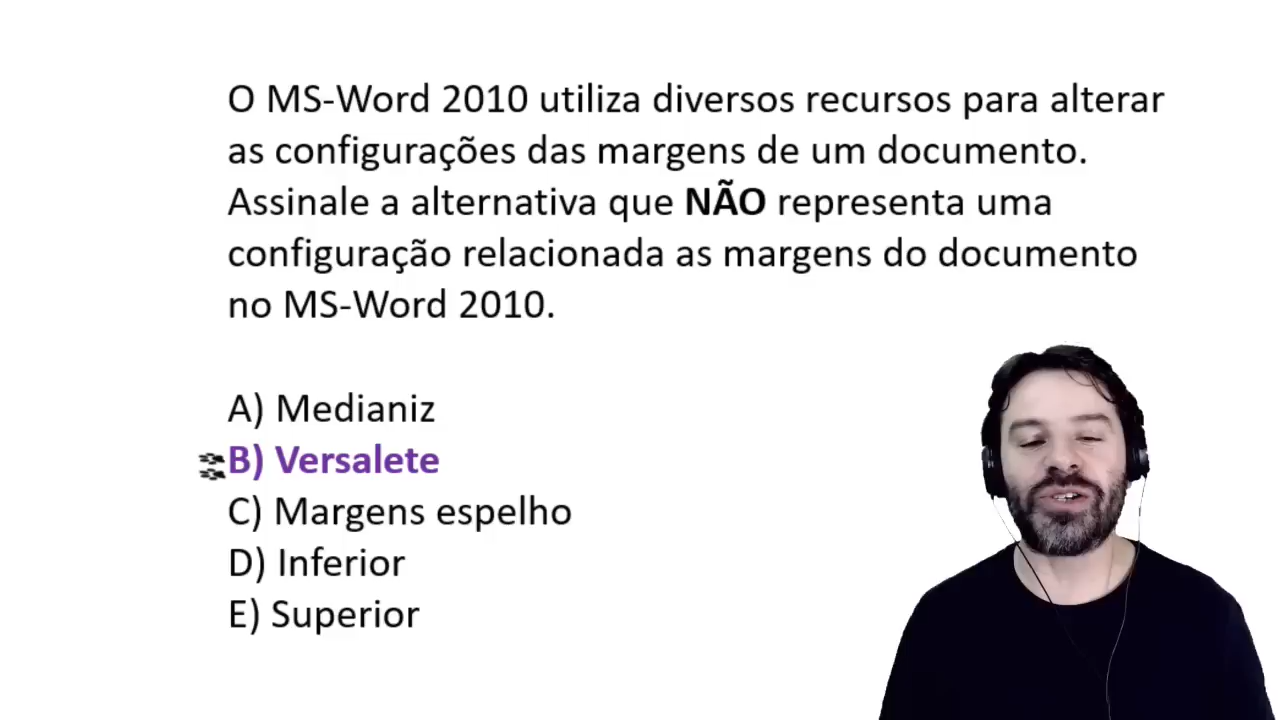 O MS-Word 2010 utiliza diversos recursos para alterar
as configurações das margens de um documento.
Assinale a alternativa que NÃO representa uma
configuração relacionada as margens do documento
no MS-Word 2010.
A) Medianiz
B) Versalete
C) Margens espelho
D) Inferior
E) Superior